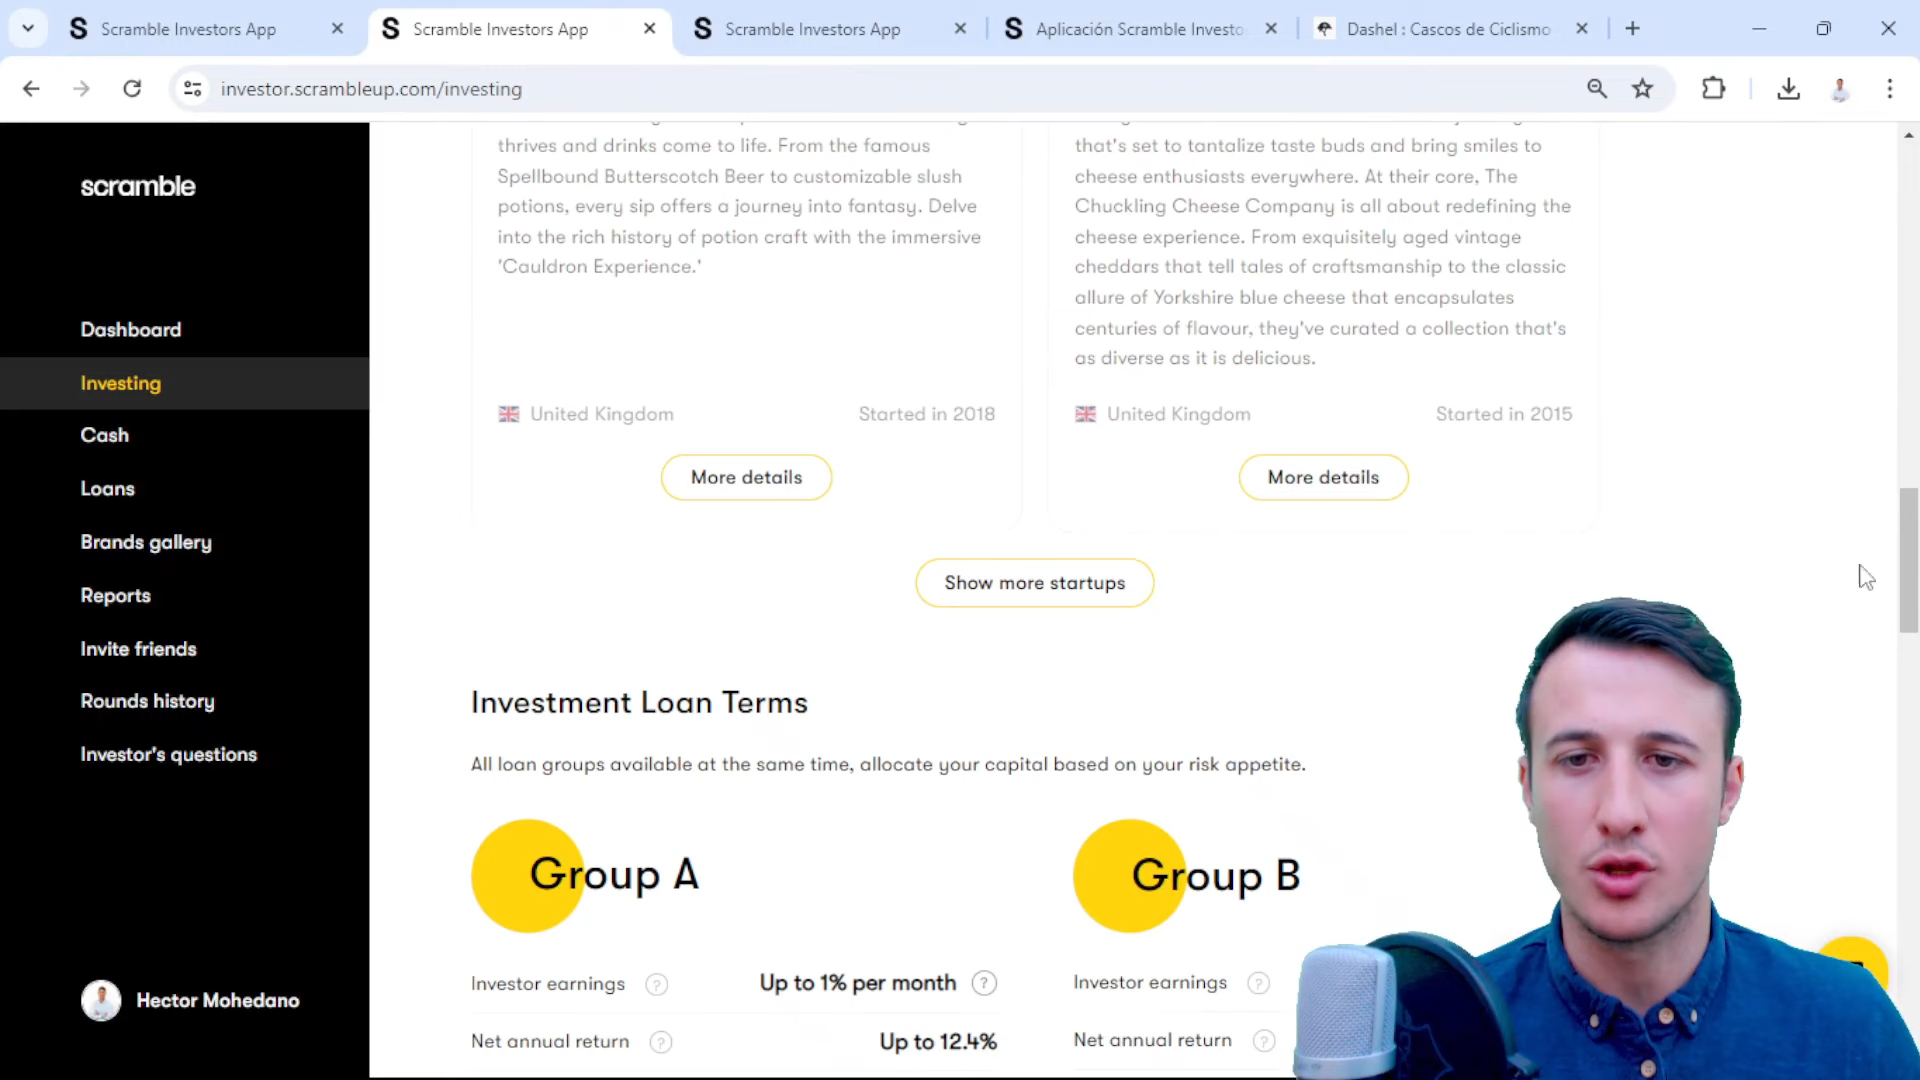 Scramble Investors App
Scramble Investors App
Scramble Investors App
Aplicación Scramble Investo
Dashel : Cascos de Ciclismo
investor.scrambleup.com/investing
scramble
Dashboard
Investing
Cash
Loans
Brands gallery
Reports
Invite friends
Rounds history
Investor's questions
Hector Mohedano
thrives and drinks come to life. From the famous
Spellbound Butterscotch Beer to customizable slush
potions, every sip offers a journey into fantasy. Delve
into the rich history of potion craft with the immersive
'Cauldron Experience.'
United Kingdom
Started in 2018
More details
that's set to tantalize taste buds and bring smiles to
cheese enthusiasts everywhere. At their core, The
Chuckling Cheese Company is all about redefining the
cheese experience. From exquisitely aged vintage
cheddars that tell tales of craftsmanship to the classic
allure of Yorkshire blue cheese that encapsulates
centuries of flavour, they've curated a collection that's
as diverse as it is delicious.
United Kingdom
Started in 2015
More details
Show more startups
Investment Loan Terms
All loan groups available at the same time, allocate your capital based on your risk appetite.
Group A
Investor earnings ? Up to 1% per month ?
Net annual return ? Up to 12.4%
Group B
Investor earnings ?
Net annual return ?